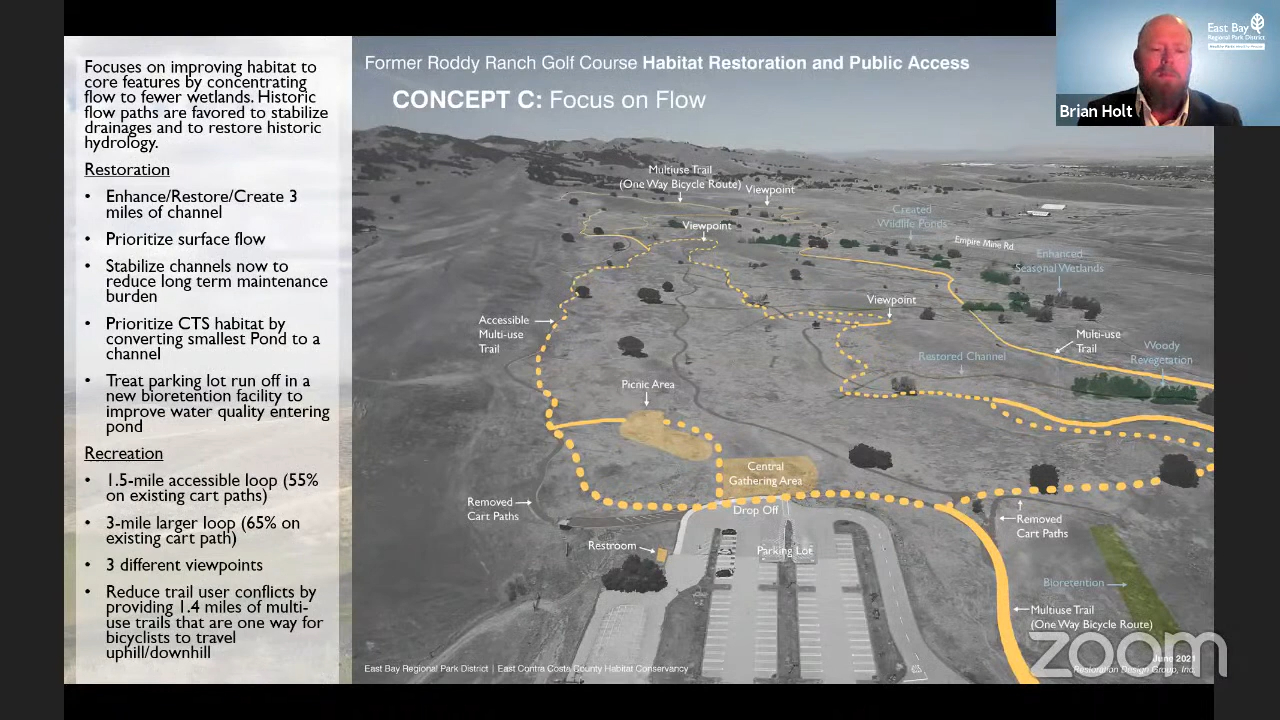 Focuses on improving habitat to
core features by concentrating
flow to fewer wetlands. Historic
flow paths are favored to stabilize
drainages and to restore historic
hydrology.
Restoration
• Enhance/Restore/Create 3
miles of channel
• Prioritize surface flow
• Stabilize channels now to
reduce long term maintenance
burden
• Prioritize CTS habitat by
converting smallest Pond to a
channel
• Treat parking lot run off in a
new bioretention facility to
improve water quality entering
pond
Recreation
• 1.5-mile accessible loop (55%
on existing cart paths)
• 3-mile larger loop (65% on
existing cart path)
• 3 different viewpoints
• Reduce trail user conflicts by
providing 1.4 miles of multi-
use trails that are one way for
bicyclists to travel
uphill/downhill
Former Roddy Ranch Golf Course Habitat Restoration and Public Access
CONCEPT C: Focus on Flow
Multiuse Trail
(One Way Bicycle Route)
Viewpoint
Viewpoint
Created
Wildlife Ponds
Empire Mine Rd.
Enhanced
Seasonal Wetlands
Viewpoint
Accessible
Multi-use
Trail
Multi-use
Trail
Restored Channel
Woody
Revegetation
Picnic Area
Central
Gathering Area
Removed
Cart Paths
Drop Off
Removed
Cart Paths
Restroom
Parking Lot
Bioretention
Multiuse Trail
(One Way Bicycle Route)
East Bay Regional Park District | East Contra Costa County Habitat Conservancy
June 2021
Restoration Design Group, Inc.
zoom
East Bay
Regional Park District
Brian Holt